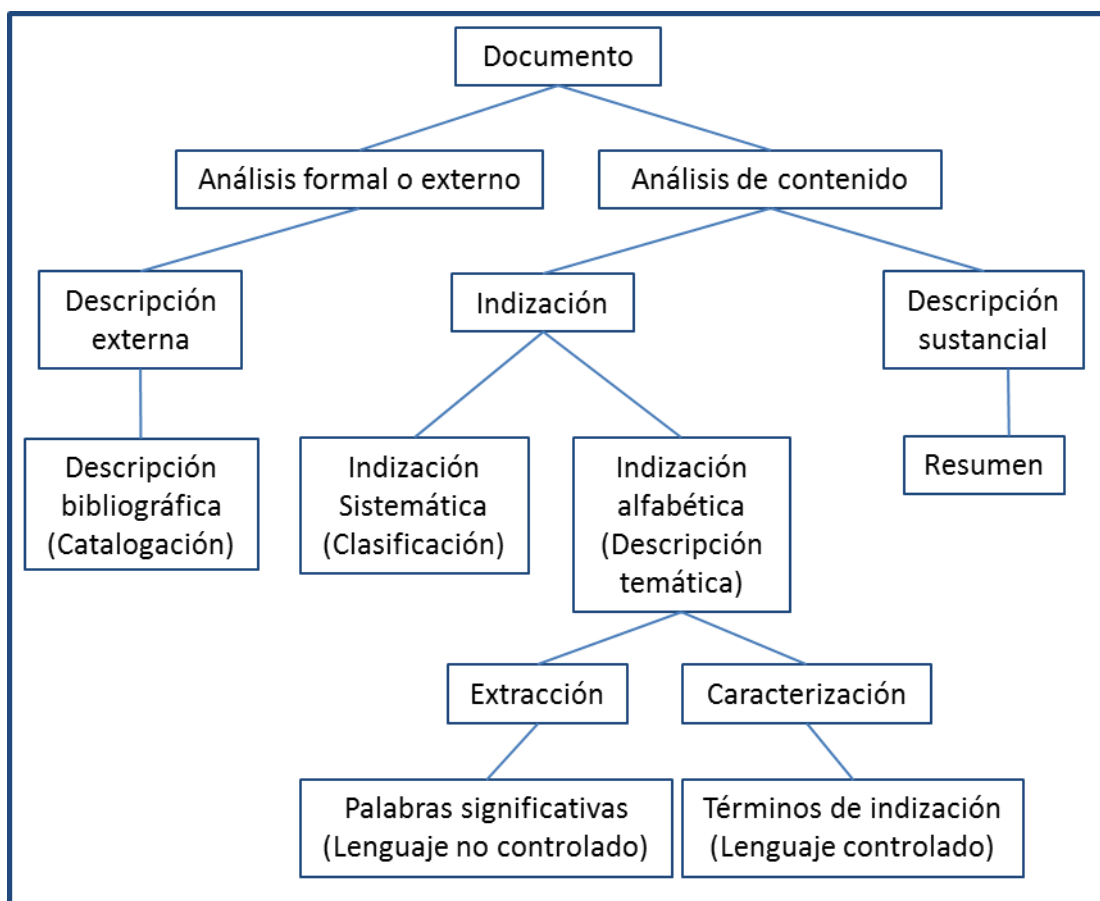 Documento
Análisis formal o externo
Análisis de contenido
Descripción
externa
Indización
Descripción
sustancial
Descripción
bibliográfica
(Catalogación)
Indización
Sistemática
(Clasificación)
Indización
alfabética
(Descripción
temática)
Resumen
Extracción
Caracterización
Palabras significativas
(Lenguaje no controlado)
Términos de indización
(Lenguaje controlado)